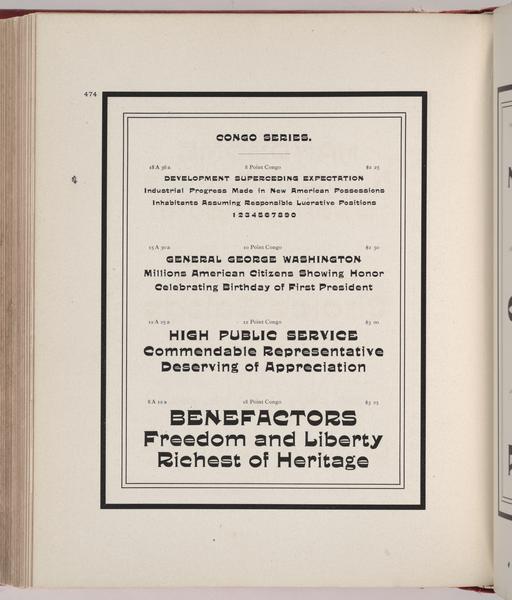 474
CONGO SERIES.
18 A 36 a 8 Point Congo $2 25
DEVELOPMENT SUPERCEDING EXPECTATION
Industrial Progress Made in New American Possessions
Inhabitants Assuming Responsible Lucrative Positions
1234567890
15 A 30 a 10 Point Congo $2 50
GENERAL GEORGE WASHINGTON
Millions American Citizens Showing Honor
Celebrating Birthday of First President
12 A 25 a 12 Point Congo $3 00
HIGH PUBLIC SERVICE
Commendable Representative
Deserving of Appreciation
8 A 10 a 18 Point Congo
BENEFACTORS
Freedom and Liberty
Richest of Heritage